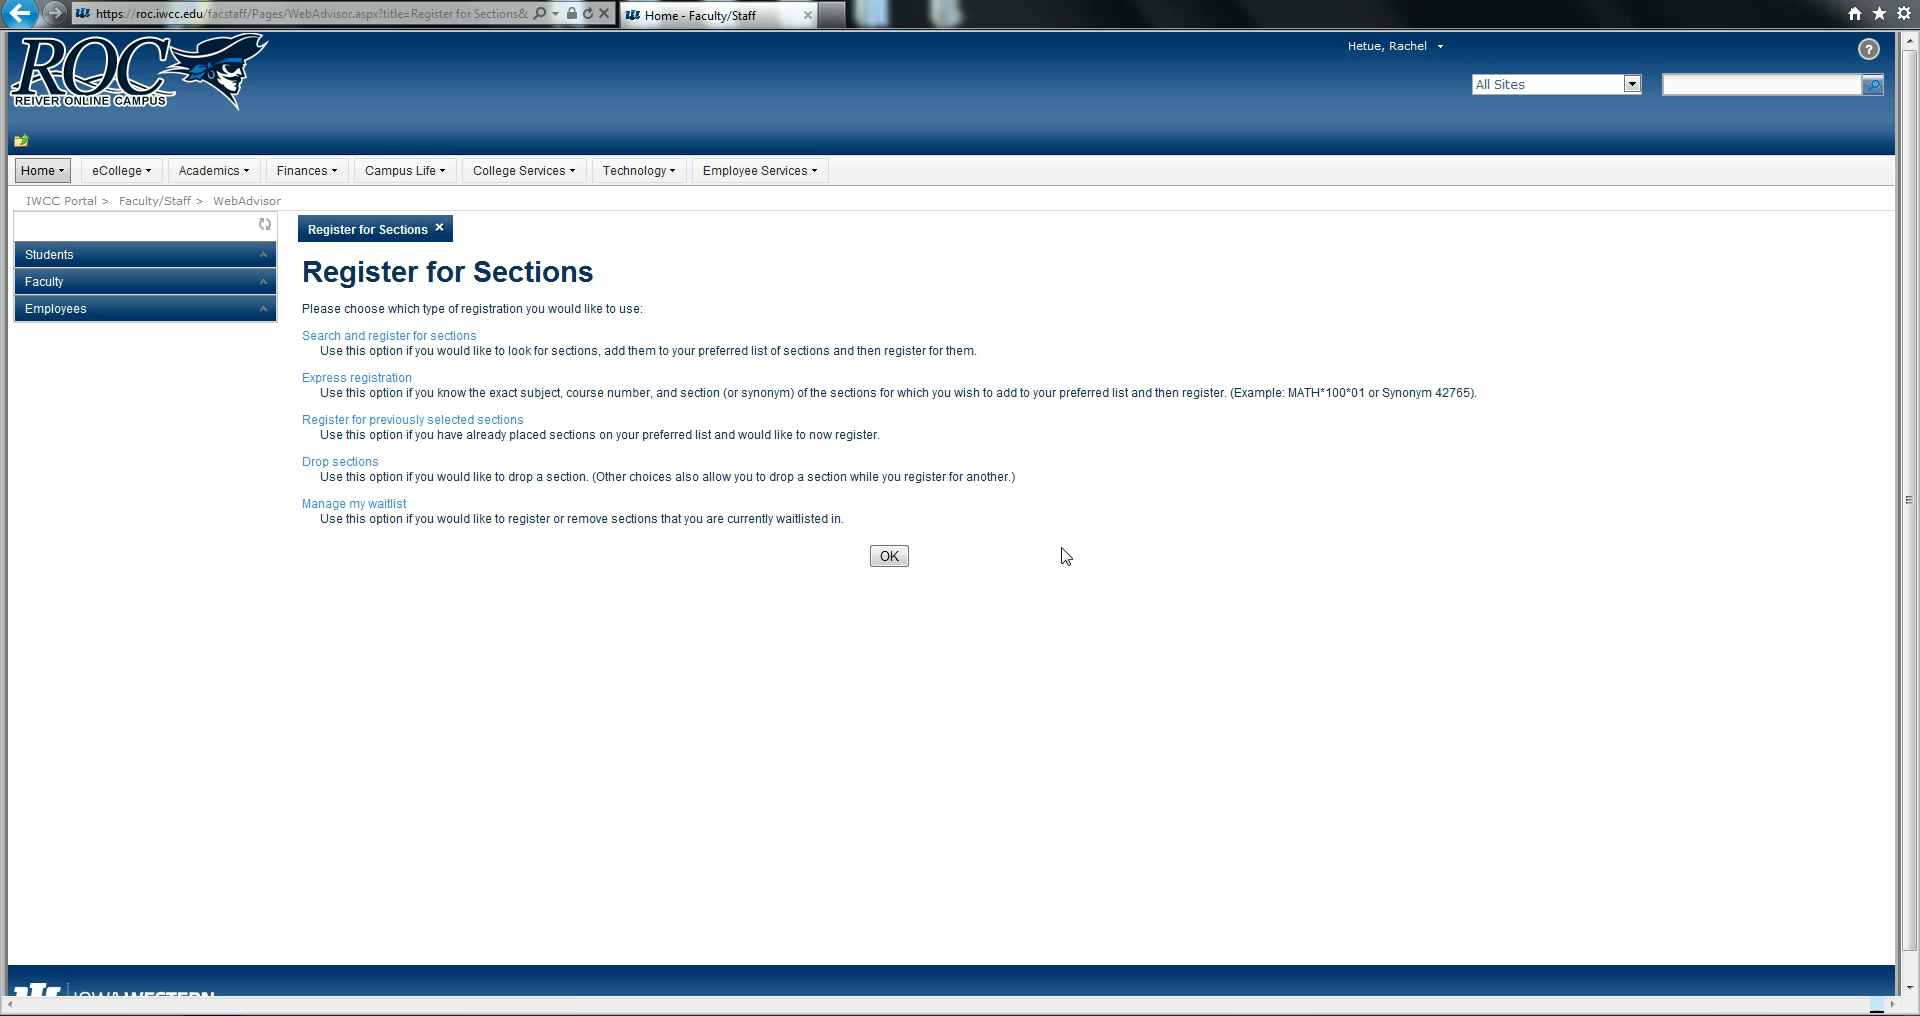 https://roc.iwcc.edu/facstaff/Pages/WebAdvisor.aspx?title=Register for Sections&
Home - Faculty/Staff
ROC
REIVER ONLINE CAMPUS
Hetue, Rachel
All Sites
Home
eCollege
Academics
Finances
Campus Life
College Services
Technology
Employee Services
IWCC Portal > Faculty/Staff > WebAdvisor
Students
Faculty
Employees
Register for Sections
Register for Sections
Please choose which type of registration you would like to use:
Search and register for sections
Use this option if you would like to look for sections, add them to your preferred list of sections and then register for them.
Express registration
Use this option if you know the exact subject, course number, and section (or synonym) of the sections for which you wish to add to your preferred list and then register. (Example: MATH*100*01 or Synonym 42765).
Register for previously selected sections
Use this option if you have already placed sections on your preferred list and would like to now register.
Drop sections
Use this option if you would like to drop a section. (Other choices also allow you to drop a section while you register for another.)
Manage my waitlist
Use this option if you would like to register or remove sections that you are currently waitlisted in.
OK
IOWA WESTERN